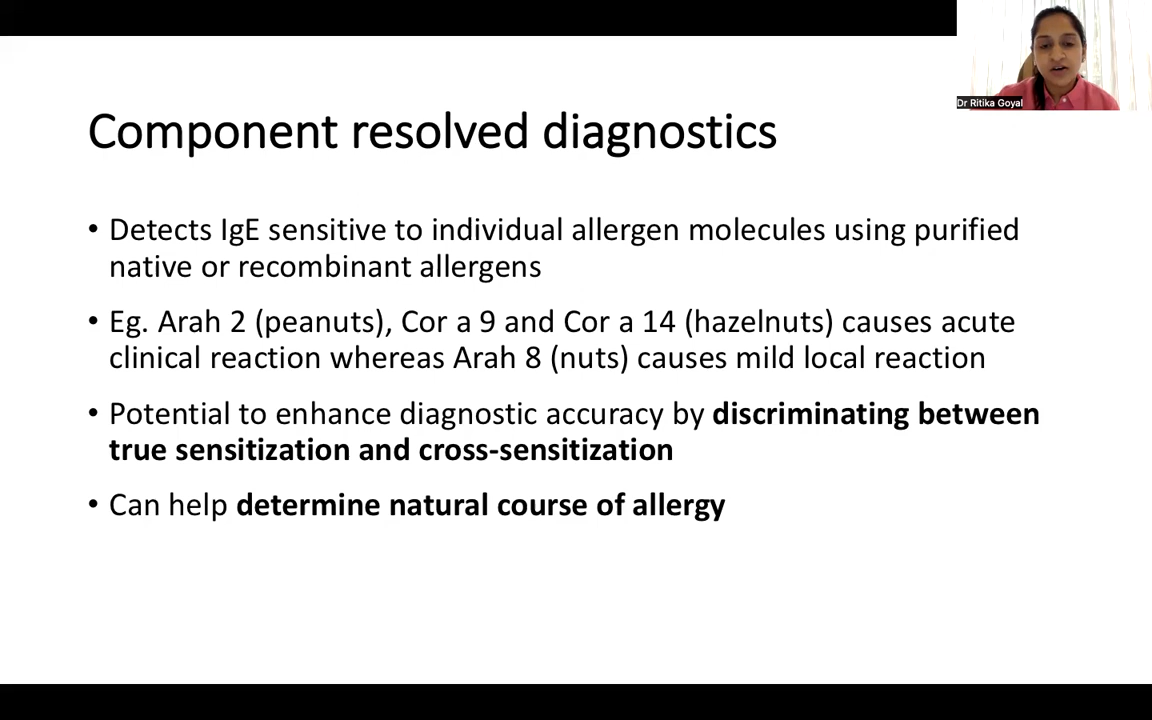 Dr Ritika Goyal
Component resolved diagnostics
• Detects IgE sensitive to individual allergen molecules using purified
native or recombinant allergens
• Eg. Arah 2 (peanuts), Cor a 9 and Cor a 14 (hazelnuts) causes acute
clinical reaction whereas Arah 8 (nuts) causes mild local reaction
• Potential to enhance diagnostic accuracy by discriminating between
true sensitization and cross-sensitization
• Can help determine natural course of allergy